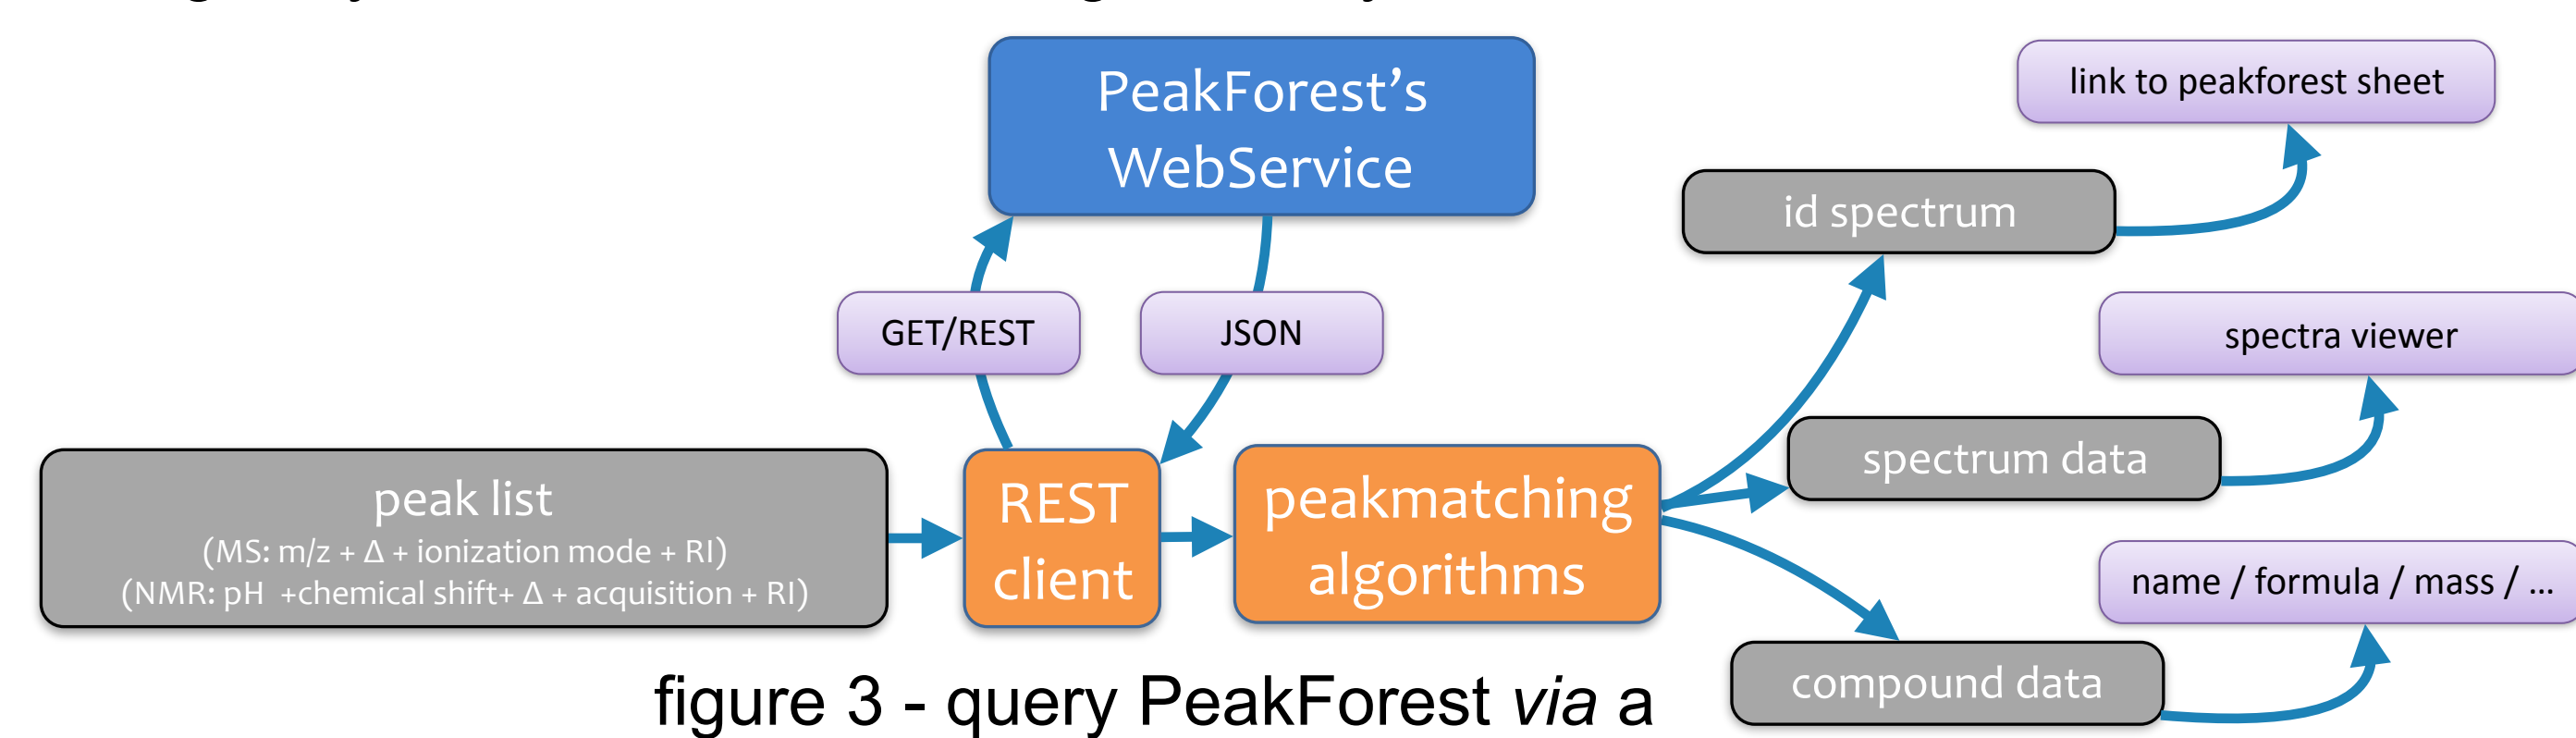 PeakForest's
WebService
link to peakforest sheet
id spectrum
GET/REST
JSON
spectra viewer
peak list
(MS: m/z + Δ + ionization mode + RI)
(NMR: pH +chemical shift+ Δ + acquisition + RI)
REST
client
peakmatching
algorithms
spectrum data
name / formula / mass / ...
compound data
figure 3 - query PeakForest via a